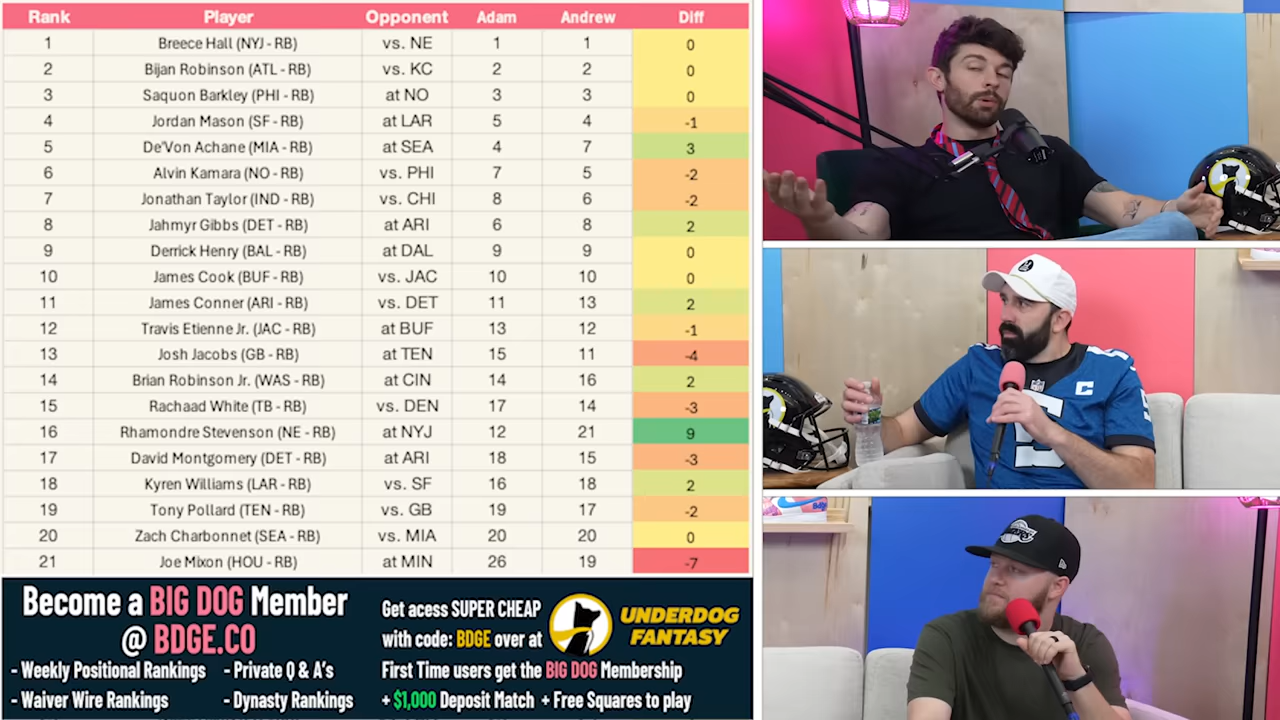 Rank Player Opponent Adam Andrew Diff
1 Breece Hall (NYJ - RB) vs. NE 1 1 0
2 Bijan Robinson (ATL - RB) vs. KC 2 2 0
3 Saquon Barkley (PHI - RB) at NO 3 3 0
4 Jordan Mason (SF - RB) at LAR 5 4 -1
5 De'Von Achane (MIA - RB) at SEA 4 7 3
6 Alvin Kamara (NO - RB) vs. PHI 7 5 -2
7 Jonathan Taylor (IND - RB) vs. CHI 8 6 -2
8 Jahmyr Gibbs (DET - RB) at ARI 6 8 2
9 Derrick Henry (BAL - RB) at DAL 9 9 0
10 James Cook (BUF - RB) vs. JAC 10 10 0
11 James Conner (ARI - RB) vs. DET 11 13 2
12 Travis Etienne Jr. (JAC - RB) at BUF 13 12 -1
13 Josh Jacobs (GB - RB) at TEN 15 11 -4
14 Brian Robinson Jr. (WAS - RB) at CIN 14 16 2
15 Rachaad White (TB - RB) vs. DEN 17 14 -3
16 Rhamondre Stevenson (NE - RB) at NYJ 12 21 9
17 David Montgomery (DET - RB) at ARI 18 15 -3
18 Kyren Williams (LAR - RB) vs. SF 16 18 2
19 Tony Pollard (TEN - RB) vs. GB 19 17 -2
20 Zach Charbonnet (SEA - RB) vs. MIA 20 20 0
21 Joe Mixon (HOU - RB) at MIN 26 19 -7
Become a BIG DOG Member
@ BDGE.CO
- Weekly Positional Rankings - Private Q & A's
- Waiver Wire Rankings - Dynasty Rankings
Get acess SUPER CHEAP
with code: BDGE over at
UNDERDOG
FANTASY
First Time users get the BIG DOG Membership
+ $1,000 Deposit Match + Free Squares to play
C
5